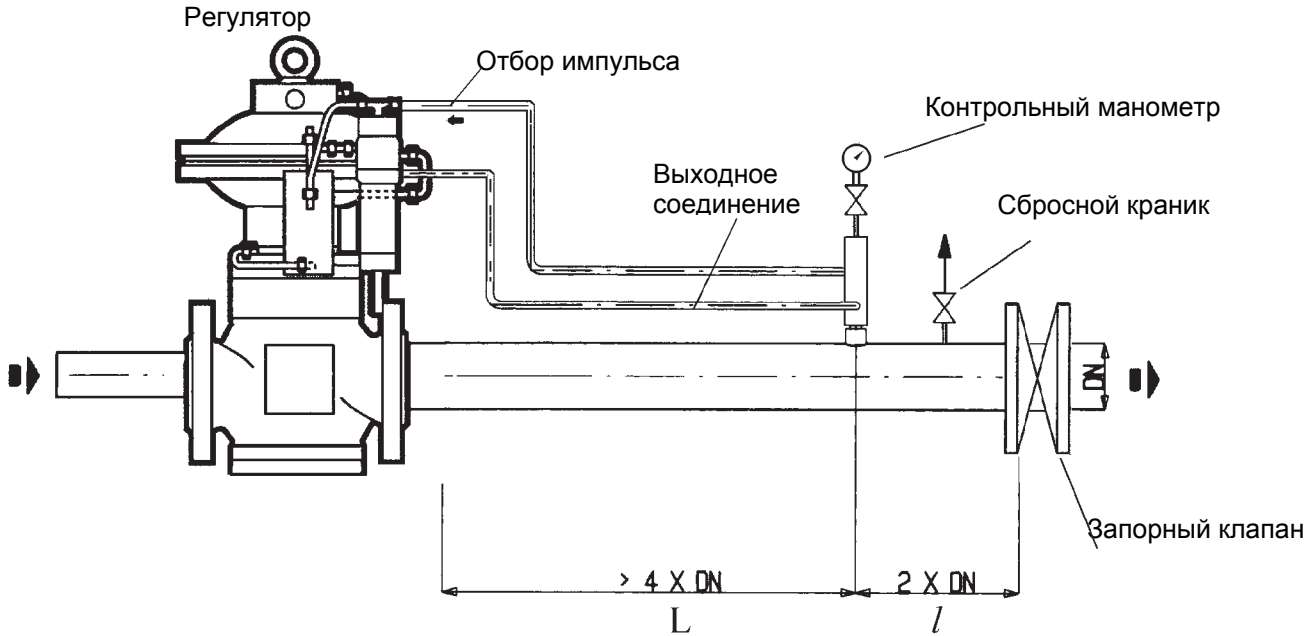 Регулятор
Отбор импульса
Контрольный манометр
Выходное
соединение
Сбросной краник
DN
Запорный клапан
> 4 X DN
2 X DN
L
l